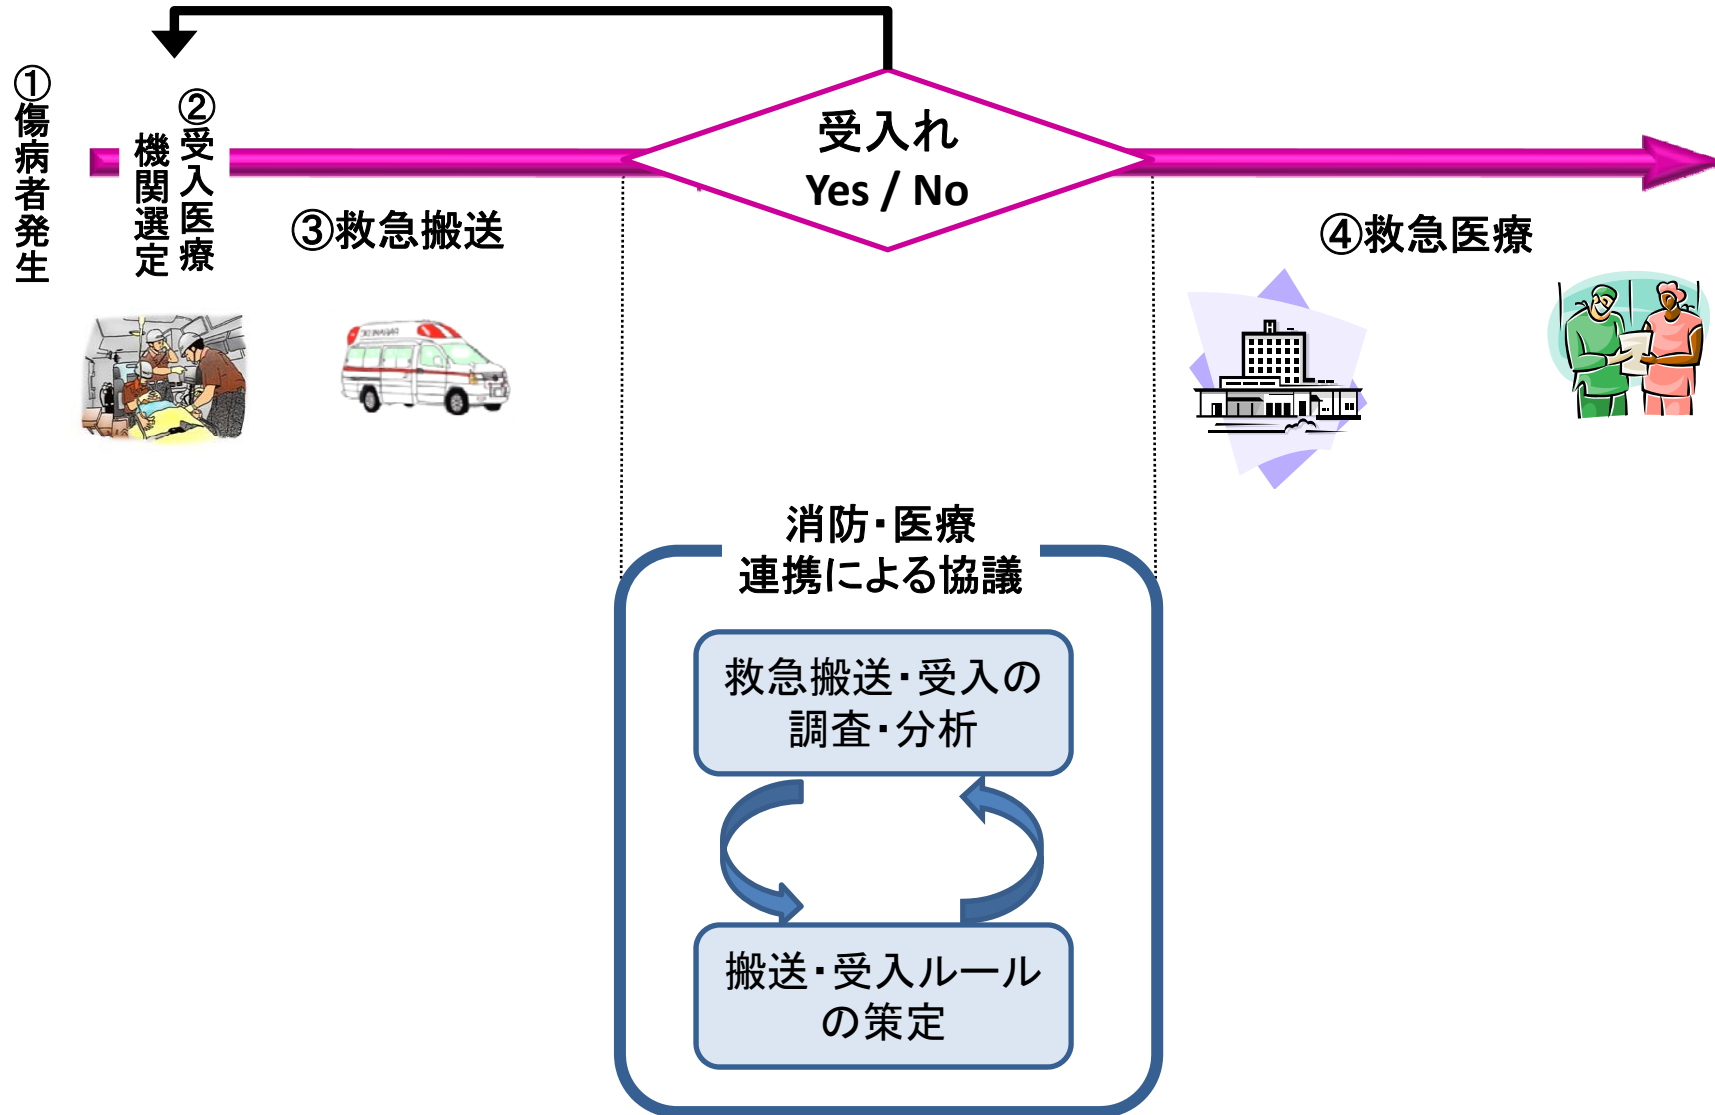 ①傷病者発生
②受入医療
機関選定
③救急搬送
受入れ
Yes / No
④救急医療
消防・医療
連携による協議
救急搬送・受入の
調査・分析
搬送・受入ルール
の策定
H